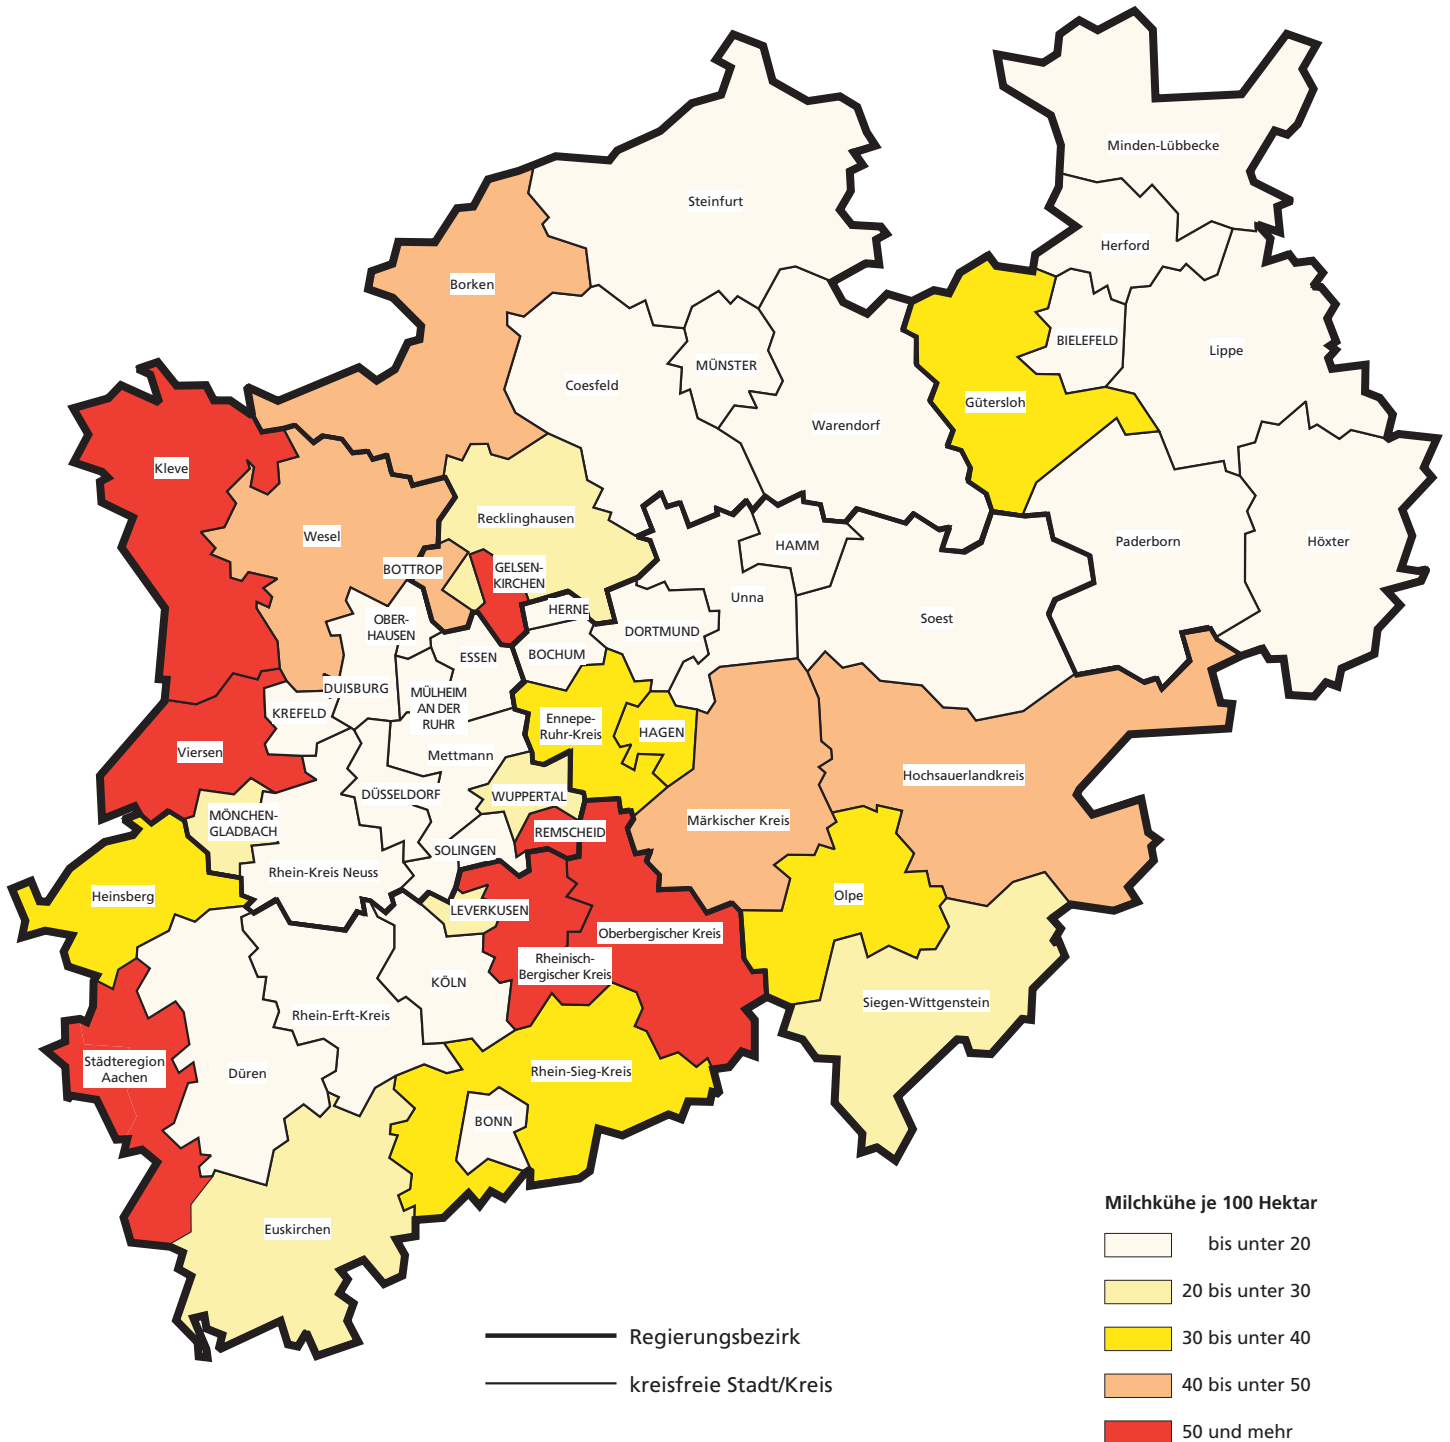 Minden-Lübbecke
Steinfurt
Herford
Borken
BIELEFELD
Lippe
MÜNSTER
Coesfeld
Gütersloh
Warendorf
Kleve
Recklinghausen
Wesel
HAMM
Paderborn
Höxter
BOTTROP
GELSEN-
KIRCHEN
Unna
HERNE
OBER-
HAUSEN
DORTMUND
Soest
ESSEN
BOCHUM
DUISBURG
MÜLHEIM
AN DER
RUHR
KREFELD
Ennepe-
Ruhr-Kreis
HAGEN
Viersen
Mettmann
Hochsauerlandkreis
DÜSSELDORF
WUPPERTAL
MÖNCHEN-
GLADBACH
Märkischer Kreis
REMSCHEID
SOLINGEN
Rhein-Kreis Neuss
Heinsberg
Olpe
LEVERKUSEN
Oberbergischer Kreis
Rheinisch-
Bergischer Kreis
KÖLN
Siegen-Wittgenstein
Rhein-Erft-Kreis
Städteregion
Aachen
Düren
Rhein-Sieg-Kreis
BONN
Euskirchen
Milchkühe je 100 Hektar
bis unter 20
20 bis unter 30
30 bis unter 40
40 bis unter 50
50 und mehr
Regierungsbezirk
kreisfreie Stadt/Kreis